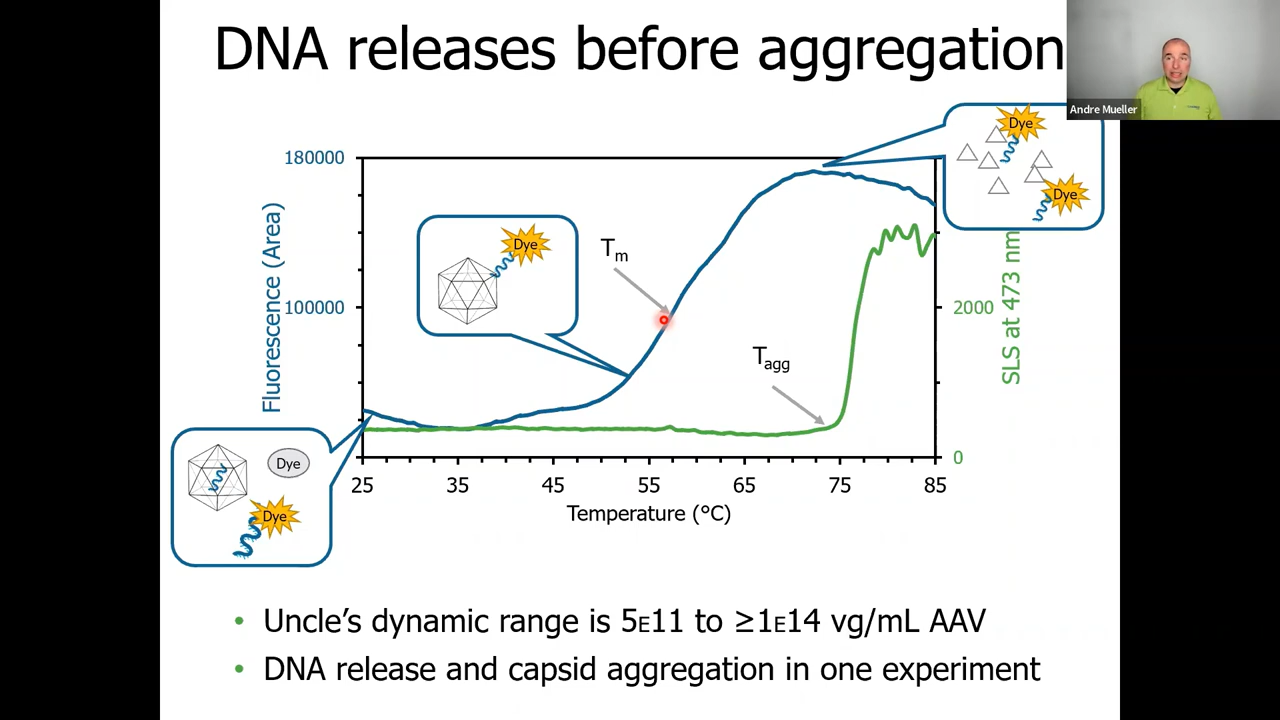 DNA releases before aggregation
Andre Mueller
Dye
Dye
180000
100000
Fluorescence (Area)
Dye
Tm
Tagg
2000
0
SLS at 473 nm
Dye
Dye
25 35 45 55 65 75 85
Temperature (°C)
• Uncle’s dynamic range is 5E11 to ≥1E14 vg/mL AAV
• DNA release and capsid aggregation in one experiment